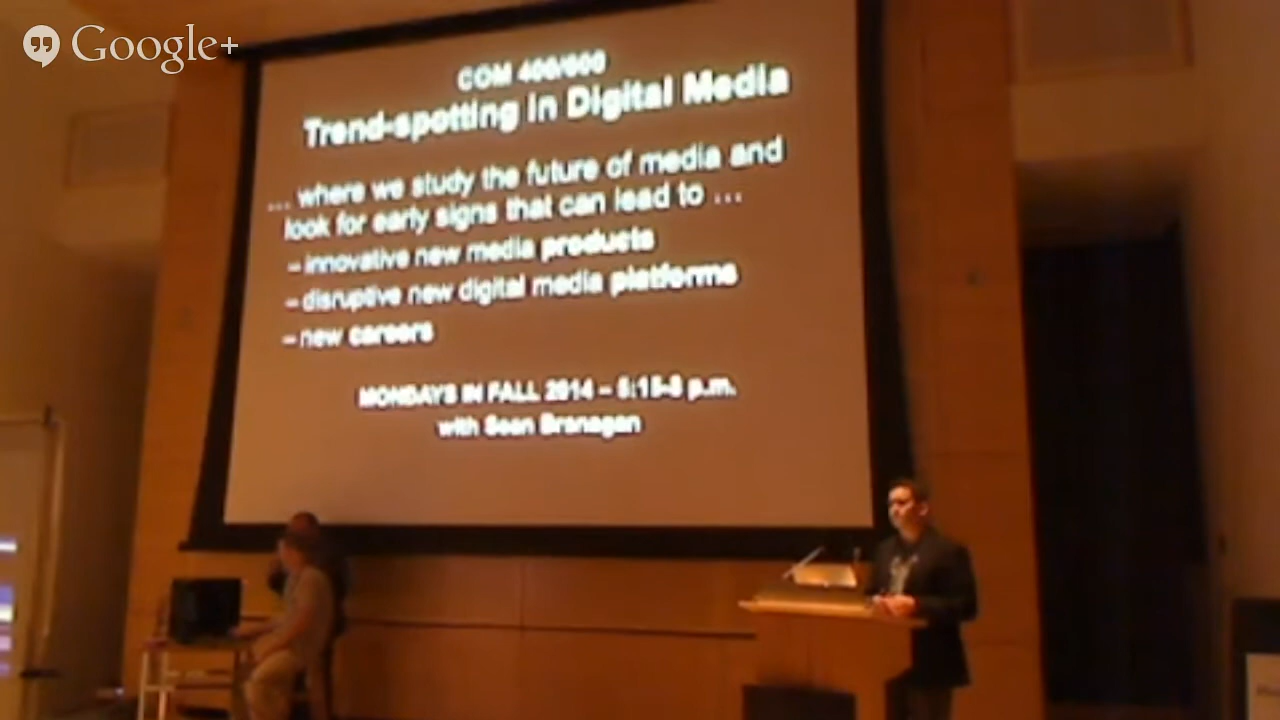 Google+
COM 400/600
Trend-spotting in Digital Media
... where we study the future of media and
look for early signs that can lead to ...
– innovative new media products
– disruptive new digital media platforms
– new careers
MONDAYS IN FALL 2014 – 5:15-8 p.m.
with Sean Branagan